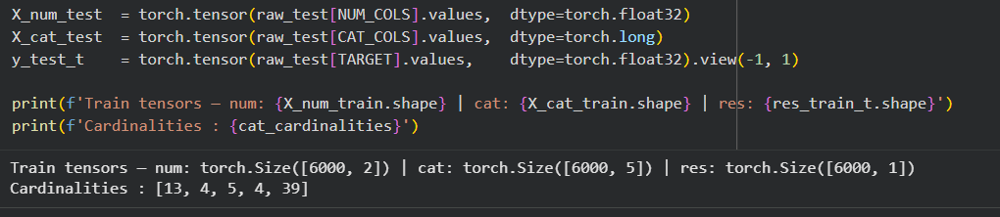 X_num_test  = torch.tensor(raw_test[NUM_COLS].values,  dtype=torch.float32)
X_cat_test  = torch.tensor(raw_test[CAT_COLS].values,  dtype=torch.long)
y_test_t    = torch.tensor(raw_test[TARGET].values,    dtype=torch.float32).view(-1, 1)
print(f'Train tensors — num: {X_num_train.shape} | cat: {X_cat_train.shape} | res: {res_train_t.shape}')
print(f'Cardinalities : {cat_cardinalities}')
Train tensors — num: torch.Size([6000, 2]) | cat: torch.Size([6000, 5]) | res: torch.Size([6000, 1])
Cardinalities : [13, 4, 5, 4, 39]